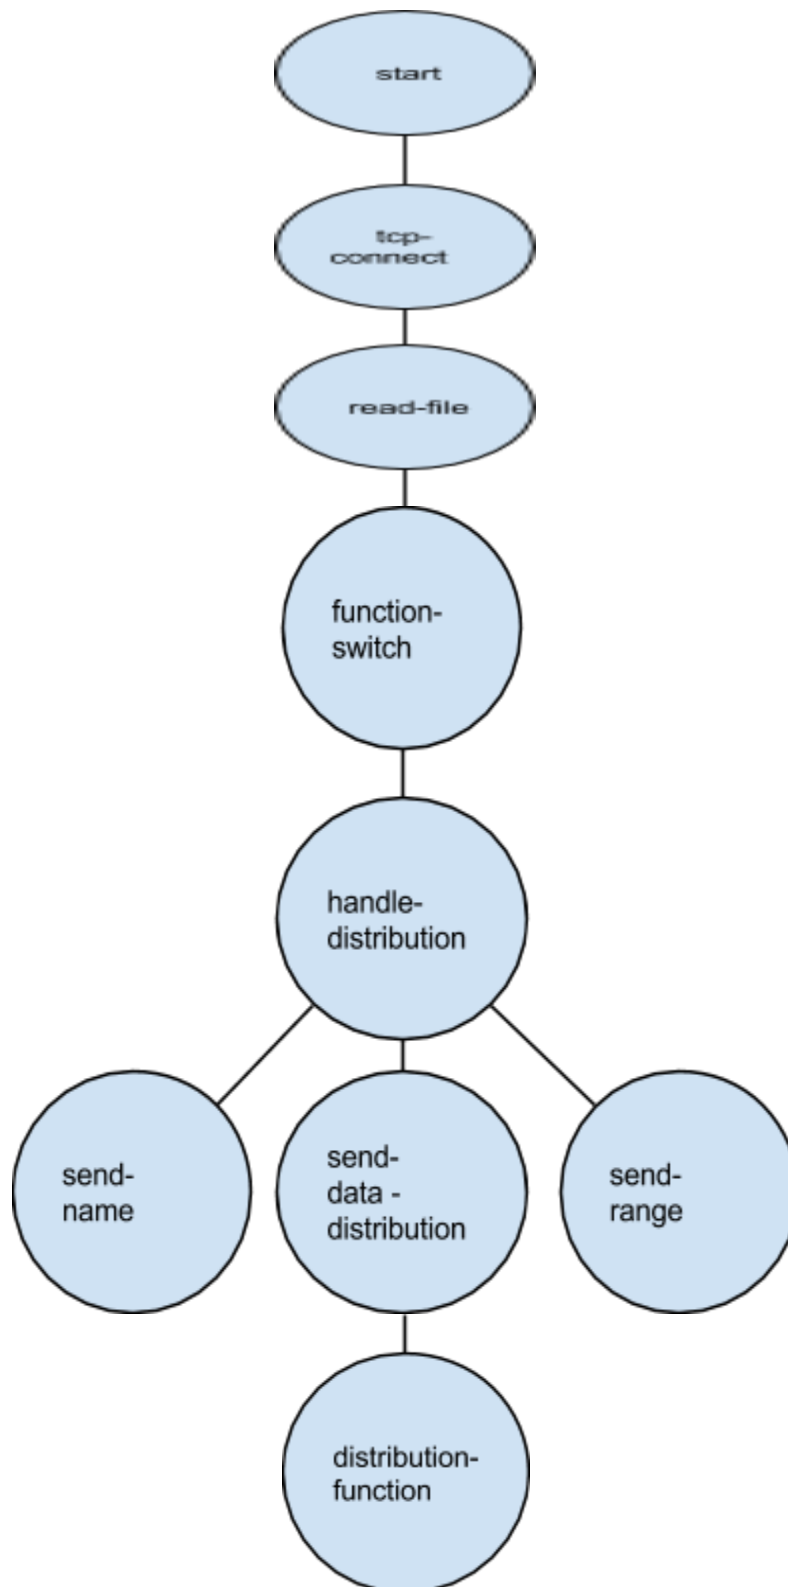 start
tcp-
connect
read-file
function-
switch
handle-
distribution
send-
name
send-
data -
distribution
send-
range
distribution-
function